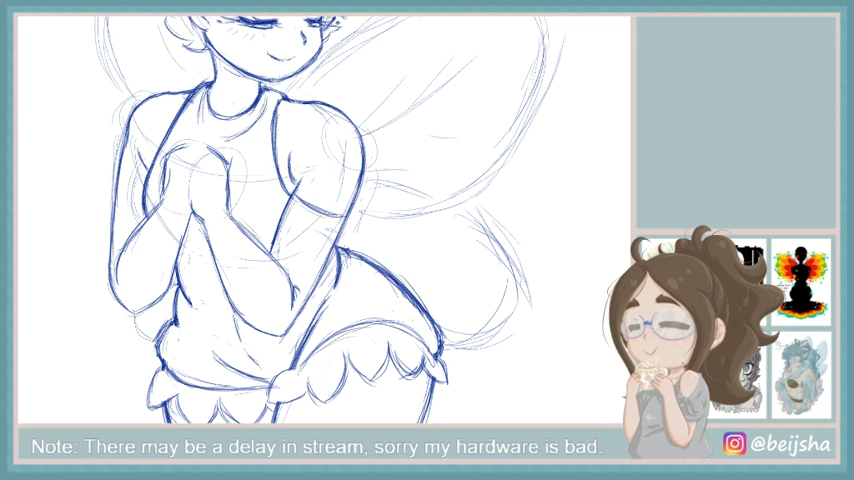 Note: There may be a delay in stream, sorry my hardware is bad.
@beijsha